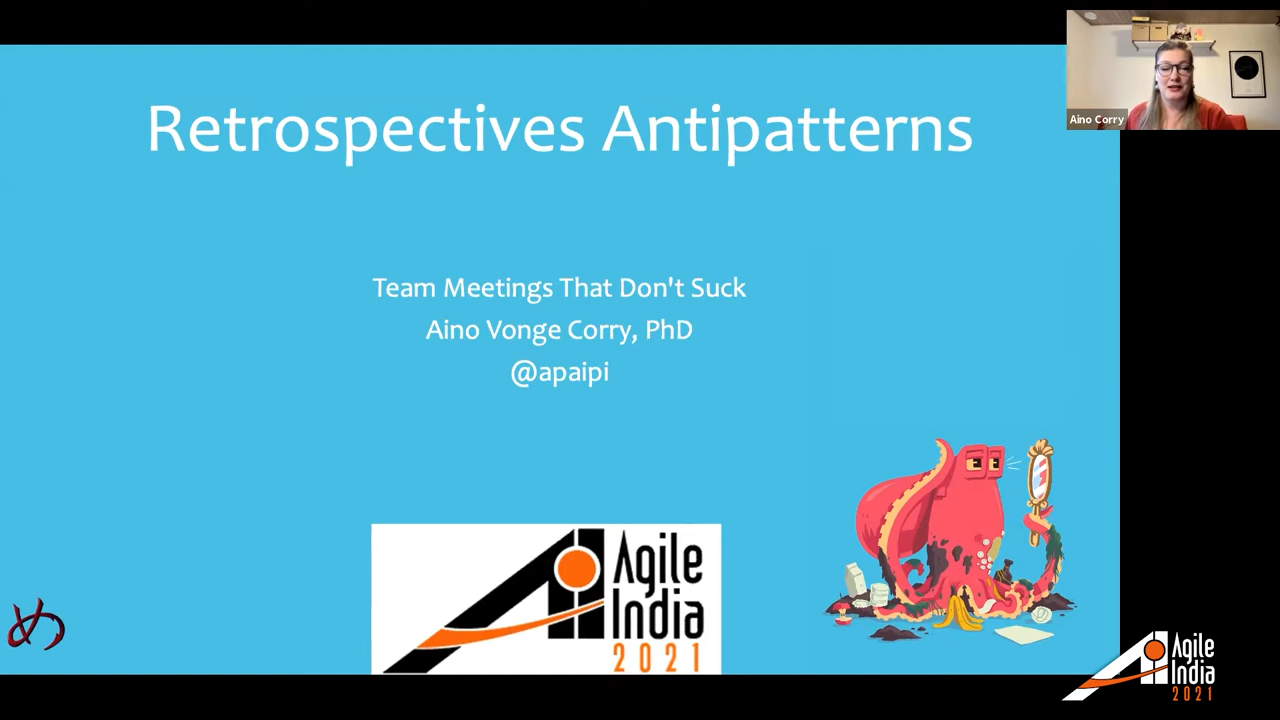 Retrospectives Antipatterns
Aino Corry
Team Meetings That Don't Suck
Aino Vonge Corry, PhD
@apaipi
Agile
India
2021
め
Agile
India
2021